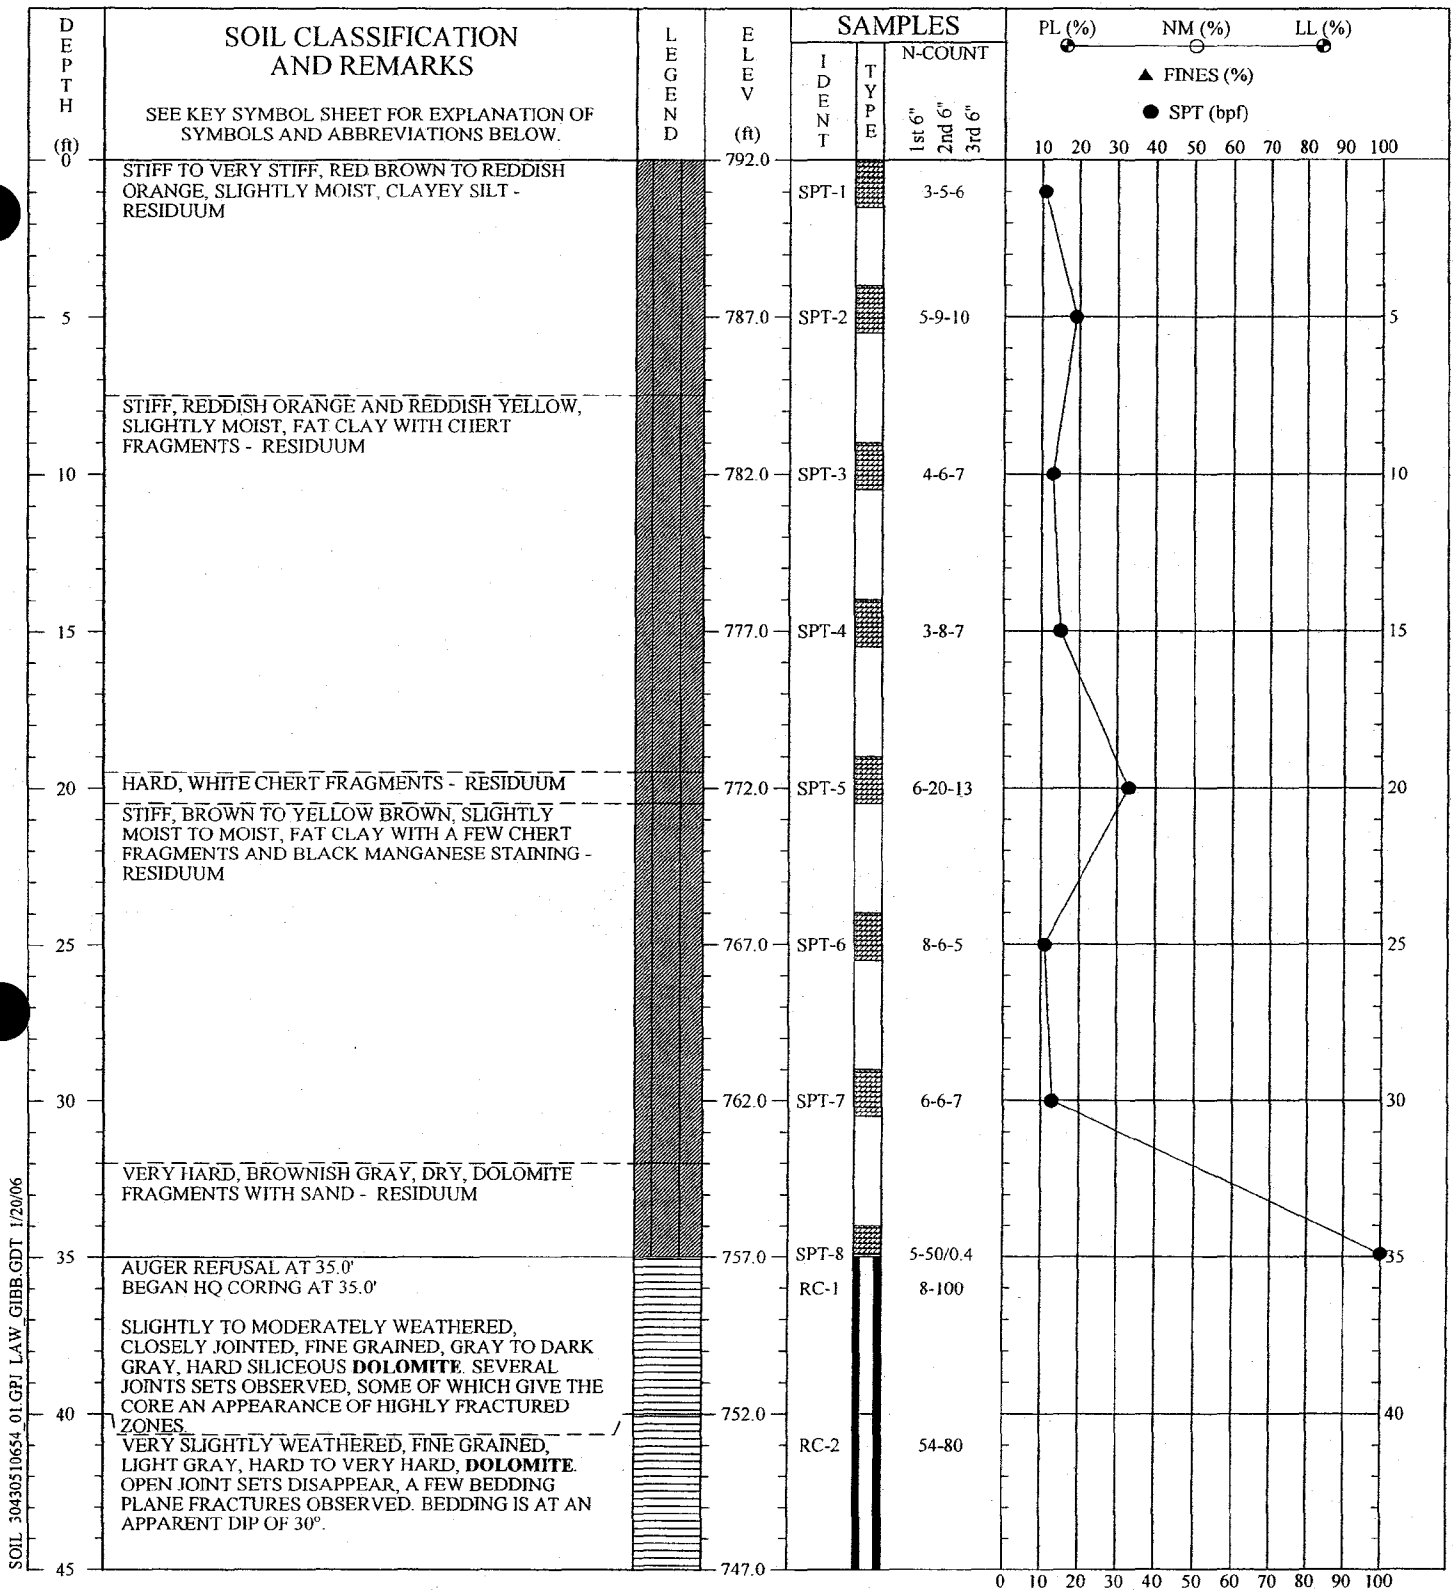 DEPTH
(ft)
SOIL CLASSIFICATION
AND REMARKS
SEE KEY SYMBOL SHEET FOR EXPLANATION OF
SYMBOLS AND ABBREVIATIONS BELOW.
LEGEND
ELEV
(ft)
SAMPLES
IDENT
TYPE
N-COUNT
1st 6"
2nd 6"
3rd 6"
PL (%) NM (%) LL (%)
▲ FINES (%)
● SPT (bpf)
10 20 30 40 50 60 70 80 90 100
0
792.0
STIFF TO VERY STIFF, RED BROWN TO REDDISH
ORANGE, SLIGHTLY MOIST, CLAYEY SILT -
RESIDUUM
SPT-1 3-5-6
5 787.0 SPT-2 5-9-10 5
STIFF, REDDISH ORANGE AND REDDISH YELLOW,
SLIGHTLY MOIST, FAT CLAY WITH CHERT
FRAGMENTS - RESIDUUM
10 782.0 SPT-3 4-6-7 10
15 777.0 SPT-4 3-8-7 15
HARD, WHITE CHERT FRAGMENTS - RESIDUUM
20 772.0 SPT-5 6-20-13 20
STIFF, BROWN TO YELLOW BROWN, SLIGHTLY
MOIST TO MOIST, FAT CLAY WITH A FEW CHERT
FRAGMENTS AND BLACK MANGANESE STAINING -
RESIDUUM
25 767.0 SPT-6 8-6-5 25
30 762.0 SPT-7 6-6-7 30
VERY HARD, BROWNISH GRAY, DRY, DOLOMITE
FRAGMENTS WITH SAND - RESIDUUM
35 757.0 SPT-8 5-50/0.4 35
AUGER REFUSAL AT 35.0'
BEGAN HQ CORING AT 35.0'
RC-1 8-100
SLIGHTLY TO MODERATELY WEATHERED,
CLOSELY JOINTED, FINE GRAINED, GRAY TO DARK
GRAY, HARD SILICEOUS DOLOMITE. SEVERAL
JOINTS SETS OBSERVED, SOME OF WHICH GIVE THE
CORE AN APPEARANCE OF HIGHLY FRACTURED
ZONES.
40 752.0 40
VERY SLIGHTLY WEATHERED, FINE GRAINED,
LIGHT GRAY, HARD TO VERY HARD, DOLOMITE.
OPEN JOINT SETS DISAPPEAR, A FEW BEDDING
PLANE FRACTURES OBSERVED. BEDDING IS AT AN
APPARENT DIP OF 30°.
RC-2 54-80
45 747.0
0 10 20 30 40 50 60 70 80 90 100
SOIL 30430510654_01.GPJ LAW_GIBB.GDT 1/20/06